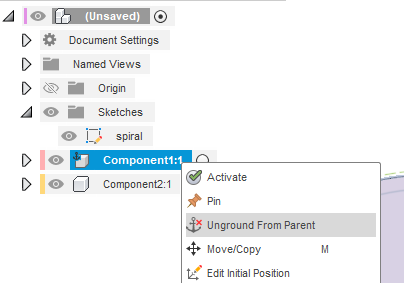 (Unsaved)
Document Settings
Named Views
Origin
Sketches
spiral
Component1:1
Component2:1
Activate
Pin
Unground From Parent
Move/Copy M
Edit Initial Position